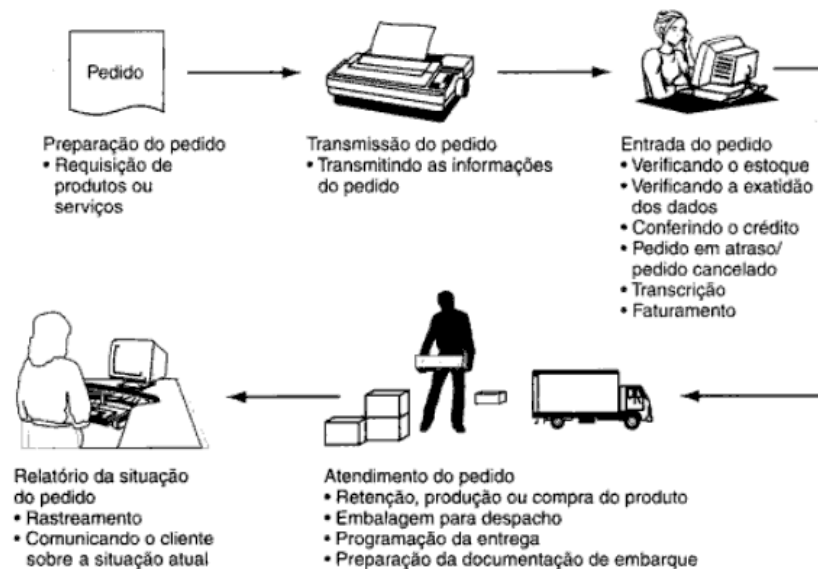 Pedido
Preparação do pedido
• Requisição de
produtos ou
serviços
Transmissão do pedido
• Transmitindo as informações
do pedido
Entrada do pedido
• Verificando o estoque
• Verificando a exatidão
dos dados
• Conferindo o crédito
• Pedido em atraso/
pedido cancelado
• Transcrição
• Faturamento
Relatório da situação
do pedido
• Rastreamento
• Comunicando o cliente
sobre a situação atual
Atendimento do pedido
• Retenção, produção ou compra do produto
• Embalagem para despacho
• Programação da entrega
• Preparação da documentação de embarque